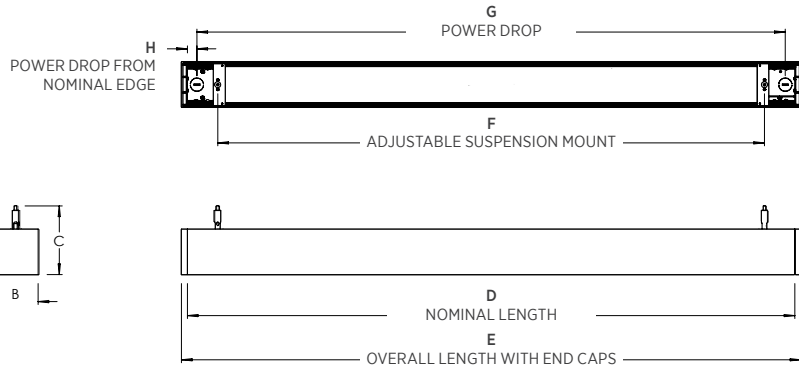 G
POWER DROP
H
POWER DROP FROM
NOMINAL EDGE
F
ADJUSTABLE SUSPENSION MOUNT
C
B
D
NOMINAL LENGTH
E
OVERALL LENGTH WITH END CAPS